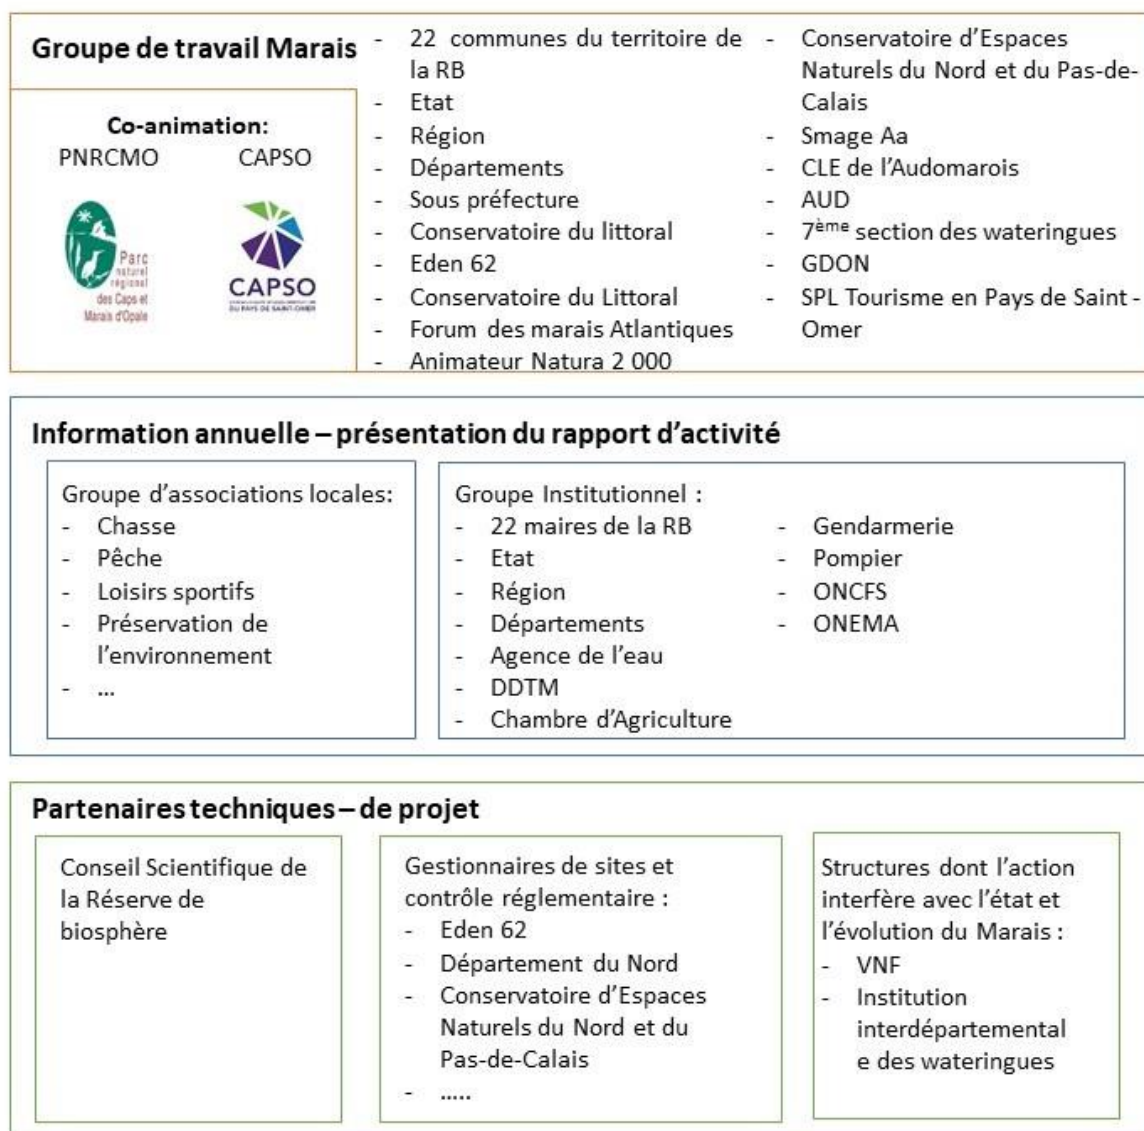 Groupe de travail Marais
Co-animation:
PNRCMO CAPSO
Parc
naturel
régional
des Caps et
Marais d'Opale
CAPSO
DU PAYS DE SAINT-OMER
- 22 communes du territoire de
la RB
- Etat
- Région
- Départements
- Sous préfecture
- Conservatoire du littoral
- Eden 62
- Conservatoire du Littoral
- Forum des marais Atlantiques
- Animateur Natura 2 000
- Conservatoire d’Espaces
Naturels du Nord et du Pas-de-
Calais
- Smage Aa
- CLE de l’Audomarois
- AUD
- 7ème section des wateringues
- GDON
- SPL Tourisme en Pays de Saint -
Omer
Information annuelle – présentation du rapport d’activité
Groupe d’associations locales:
- Chasse
- Pêche
- Loisirs sportifs
- Préservation de
l’environnement
- ...
Groupe Institutionnel :
- 22 maires de la RB
- Etat
- Région
- Départements
- Agence de l’eau
- DDTM
- Chambre d’Agriculture
- Gendarmerie
- Pompier
- ONCFS
- ONEMA
Partenaires techniques – de projet
Conseil Scientifique de
la Réserve de
biosphère
Gestionnaires de sites et
contrôle réglementaire :
- Eden 62
- Département du Nord
- Conservatoire d’Espaces
Naturels du Nord et du
Pas-de-Calais
- .....
Structures dont l’action
interfère avec l’état et
l’évolution du Marais :
- VNF
- Institution
interdépartemental
e des wateringues